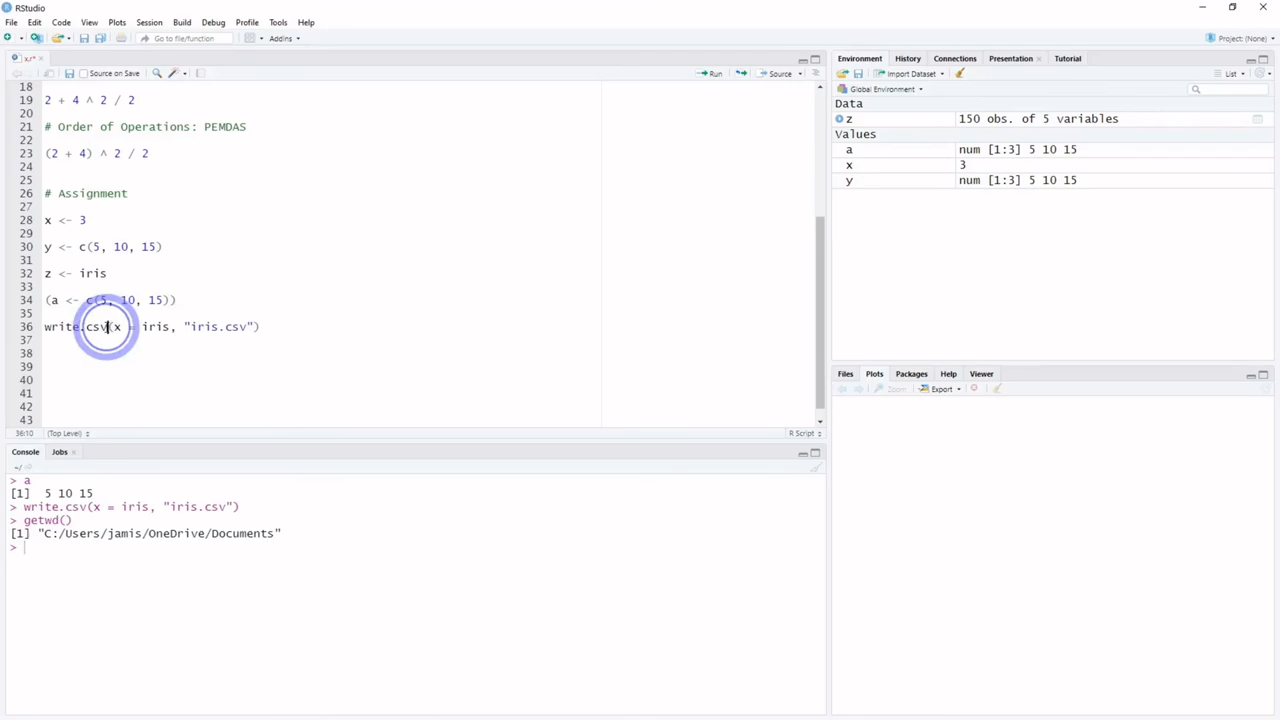 RStudio
File Edit Code View Plots Session Build Debug Profile Tools Help
Go to file/function Addins Project: (None)
x.r*
Source on Save Run Source
18
19 2 + 4 ^ 2 / 2
20
21 # Order of Operations: PEMDAS
22
23 (2 + 4) ^ 2 / 2
24
25
26 # Assignment
27
28 x <- 3
29
30 y <- c(5, 10, 15)
31
32 z <- iris
33
34 (a <- c(5, 10, 15))
35
36 write.csv(x = iris, "iris.csv")
37
38
39
40
41
42
43
36:10 (Top Level) R Script
Console Jobs
~/
> a
[1] 5 10 15
> write.csv(x = iris, "iris.csv")
> getwd()
[1] "C:/Users/jamis/OneDrive/Documents"
>
Environment History Connections Presentation Tutorial
Import Dataset List
Global Environment
Data
z 150 obs. of 5 variables
Values
a num [1:3] 5 10 15
x 3
y num [1:3] 5 10 15
Files Plots Packages Help Viewer
Zoom Export